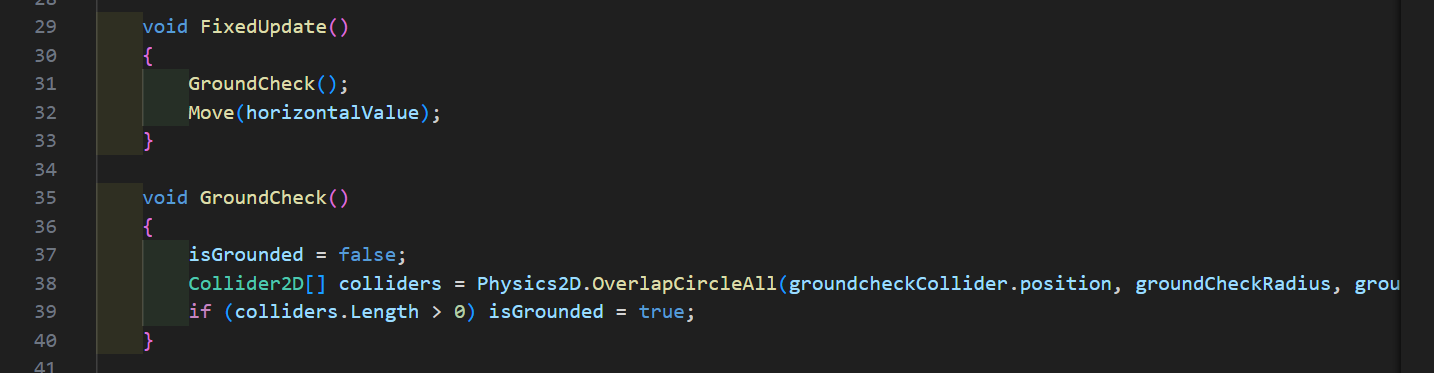 28
29 void FixedUpdate()
30 {
31 GroundCheck();
32 Move(horizontalValue);
33 }
34
35 void GroundCheck()
36 {
37 isGrounded = false;
38 Collider2D[] colliders = Physics2D.OverlapCircleAll(groundcheckCollider.position, groundCheckRadius, grou
39 if (colliders.Length > 0) isGrounded = true;
40 }
41